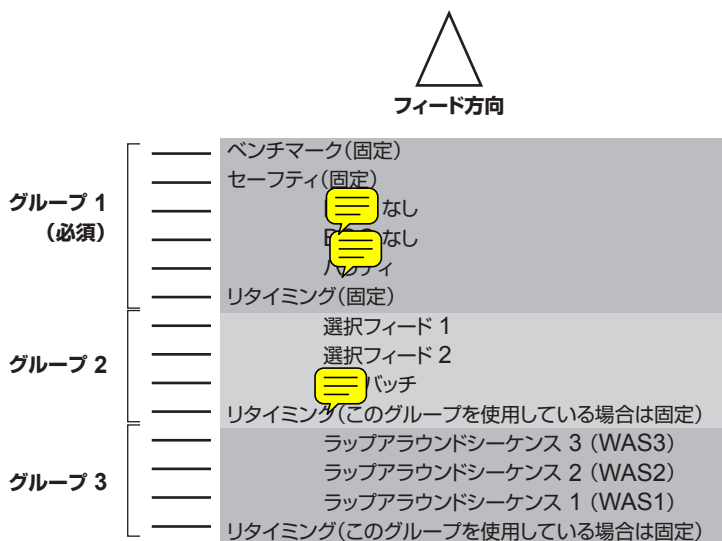 フィード方向
グループ 1
（必須）
ベンチマーク（固定）
セーフティ（固定）
なし
なし
リタイミング（固定）
グループ 2
選択フィード 1
選択フィード 2
バッチ
リタイミング（このグループを使用している場合は固定）
グループ 3
ラップアラウンドシーケンス 3（WAS3）
ラップアラウンドシーケンス 2（WAS2）
ラップアラウンドシーケンス 1（WAS1）
リタイミング（このグループを使用している場合は固定）